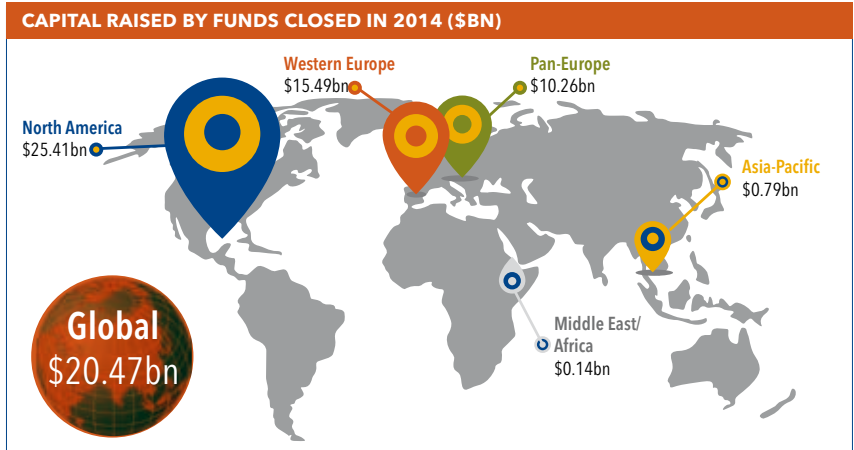 CAPITAL RAISED BY FUNDS CLOSED IN 2014 ($BN)
Western Europe
$15.49bn
Pan-Europe
$10.26bn
North America
$25.41bn
Asia-Pacific
$0.79bn
Global
$20.47bn
Middle East/
Africa
$0.14bn